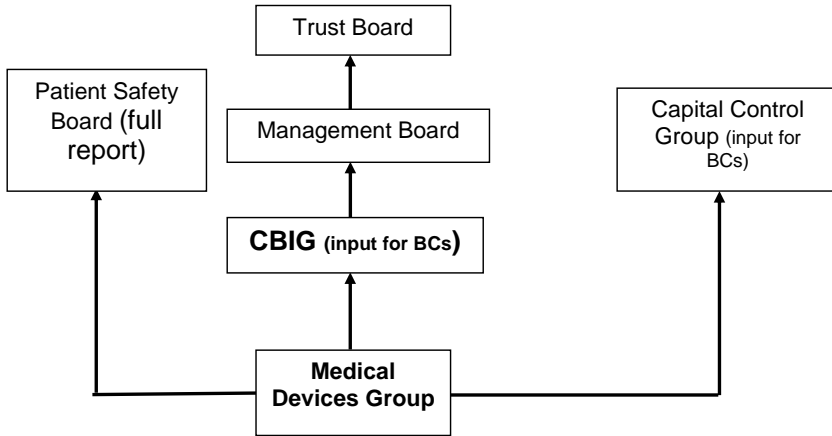 Trust Board
Patient Safety
Board (full
report)
Management Board
Capital Control
Group (input for
BCs)
CBIG (input for BCs)
Medical
Devices Group